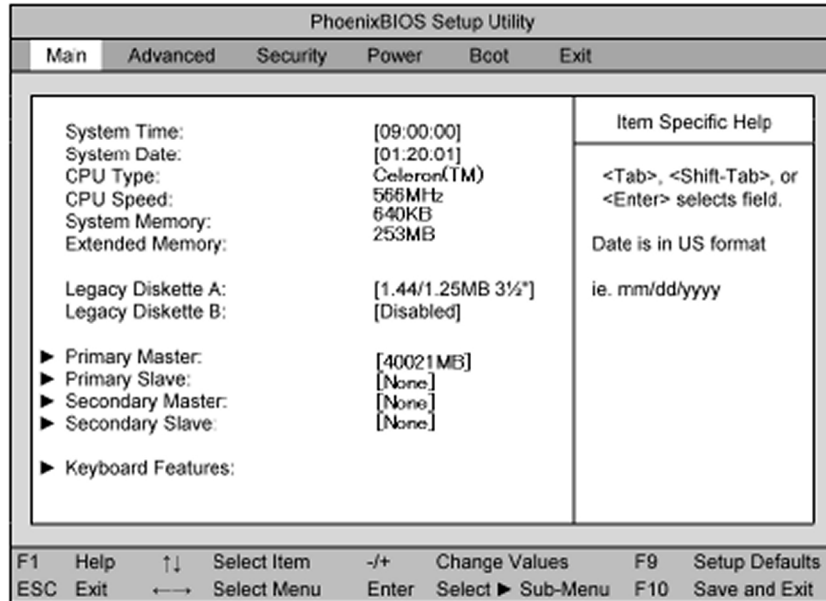 PhoenixBIOS Setup Utility
Main Advanced Security Power Boot Exit
System Time: [09:00:00]
System Date: [01:20:01]
CPU Type: Celeron(TM)
CPU Speed: 566MHz
System Memory: 640KB
Extended Memory: 253MB
Legacy Diskette A: [1.44/1.25MB 3½"]
Legacy Diskette B: [Disabled]
► Primary Master: [40021MB]
► Primary Slave: [None]
► Secondary Master: [None]
► Secondary Slave: [None]
► Keyboard Features:
Item Specific Help
<Tab>, <Shift-Tab>, or
<Enter> selects field.
Date is in US format
ie. mm/dd/yyyy
F1 Help ↑↓ Select Item -/+ Change Values F9 Setup Defaults
ESC Exit ←→ Select Menu Enter Select ► Sub-Menu F10 Save and Exit